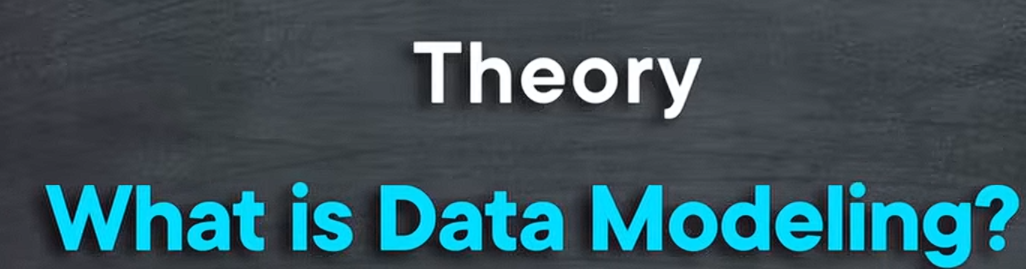 Theory
What is Data Modeling?